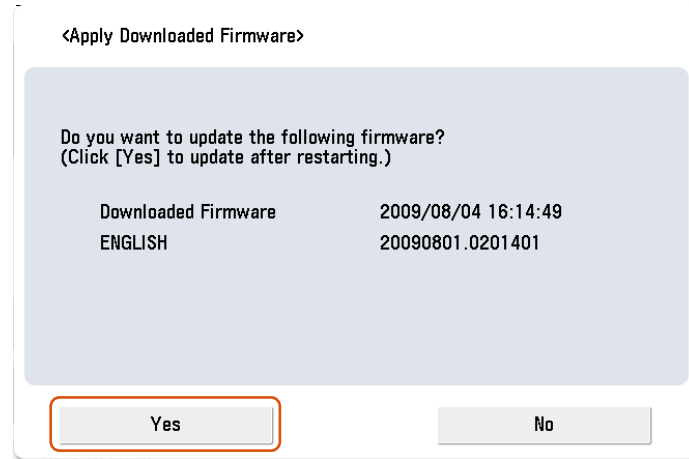 <Apply Downloaded Firmware>
Do you want to update the following firmware?
(Click [Yes] to update after restarting.)
Downloaded Firmware 2009/08/04 16:14:49
ENGLISH 20090801.0201401
Yes No